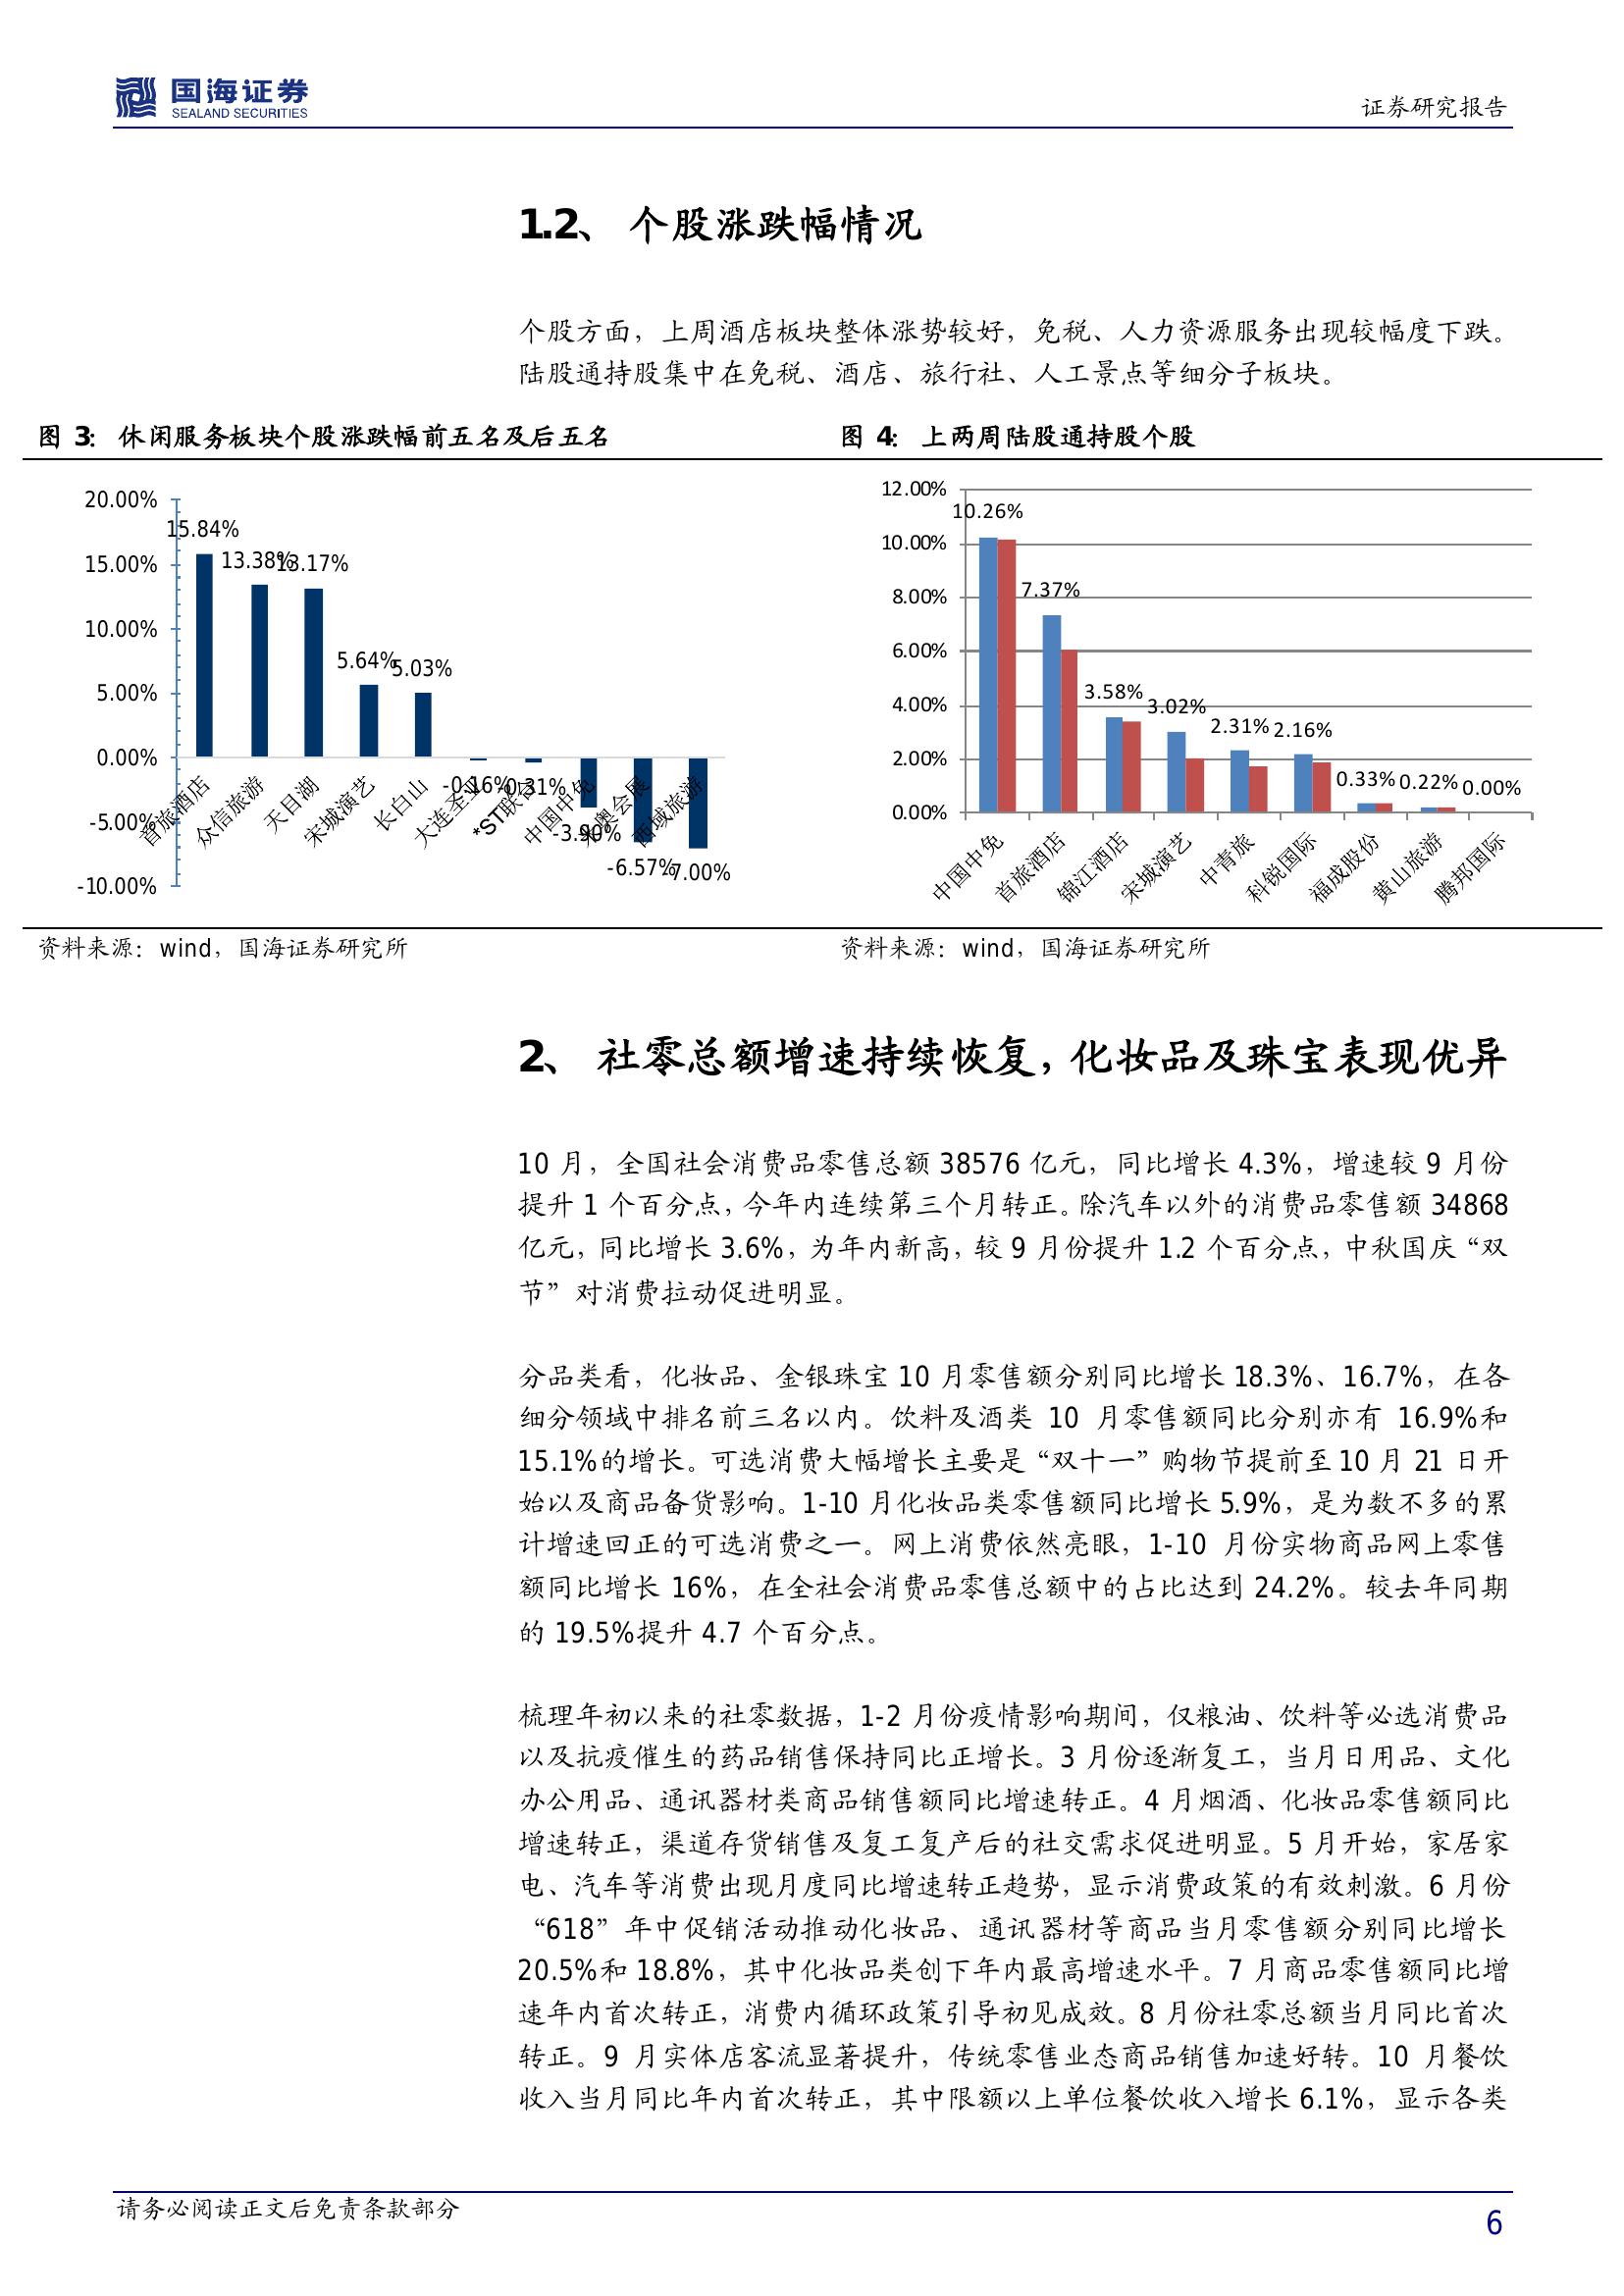 国海证券
SEALAND SECURITIES
证券研究报告
1.2、 个股涨跌幅情况
个股方面，上周酒店板块整体涨势较好，免税、人力资源服务出现较幅度下跌。
陆股通持股集中在免税、酒店、旅行社、人工景点等细分子板块。
图 3： 休闲服务板块个股涨跌幅前五名及后五名
20.00%
15.00%
10.00%
5.00%
0.00%
-5.00%
-10.00%
15.84%
13.38%
13.17%
5.64%
5.03%
-0.16%
-0.31%
-3.90%
-6.57%
-7.00%
首旅酒店
众信旅游
天目湖
宋城演艺
长白山
大连圣亚
*ST联合
中国中免
西域旅游
资料来源：wind，国海证券研究所
图 4： 上两周陆股通持股个股
12.00%
10.00%
8.00%
6.00%
4.00%
2.00%
0.00%
10.26%
7.37%
3.58%
3.02%
2.31%
2.16%
0.33%
0.22%
0.00%
中国中免
首旅酒店
锦江酒店
宋城演艺
中青旅
科锐国际
福成股份
黄山旅游
腾邦国际
资料来源：wind，国海证券研究所
2、 社零总额增速持续恢复，化妆品及珠宝表现优异
10 月，全国社会消费品零售总额 38576 亿元，同比增长 4.3%，增速较 9 月份
提升 1 个百分点，今年内连续第三个月转正。除汽车以外的消费品零售额 34868
亿元，同比增长 3.6%，为年内新高，较 9 月份提升 1.2 个百分点，中秋国庆“双
节”对消费拉动促进明显。
分品类看，化妆品、金银珠宝 10 月零售额分别同比增长 18.3%、16.7%，在各
细分领域中排名前三名以内。饮料及酒类 10 月零售额同比分别亦有 16.9%和
15.1%的增长。可选消费大幅增长主要是“双十一”购物节提前至 10 月 21 日开
始以及商品备货影响。1-10 月化妆品类零售额同比增长 5.9%，是为数不多的累
计增速回正的可选消费之一。网上消费依然亮眼，1-10 月份实物商品网上零售
额同比增长 16%，在全社会消费品零售总额中的占比达到 24.2%。较去年同期
的 19.5%提升 4.7 个百分点。
梳理年初以来的社零数据，1-2 月份疫情影响期间，仅粮油、饮料等必选消费品
以及抗疫催生的药品销售保持同比正增长。3 月份逐渐复工，当月日用品、文化
办公用品、通讯器材类商品销售额同比增速转正。4 月烟酒、化妆品零售额同比
增速转正，渠道存货销售及复工复产后的社交需求促进明显。5 月开始，家居家
电、汽车等消费出现月度同比增速转正趋势，显示消费政策的有效刺激。6 月份
“618”年中促销活动推动化妆品、通讯器材等商品当月零售额分别同比增长
20.5%和 18.8%，其中化妆品类创下年内最高增速水平。7 月商品零售额同比增
速年内首次转正，消费内循环政策引导初见成效。8 月份社零总额当月同比首次
转正。9 月实体店客流显著提升，传统零售业态商品销售加速好转。10 月餐饮
收入当月同比年内首次转正，其中限额以上单位餐饮收入增长 6.1%，显示各类
请务必阅读正文后免责条款部分
6